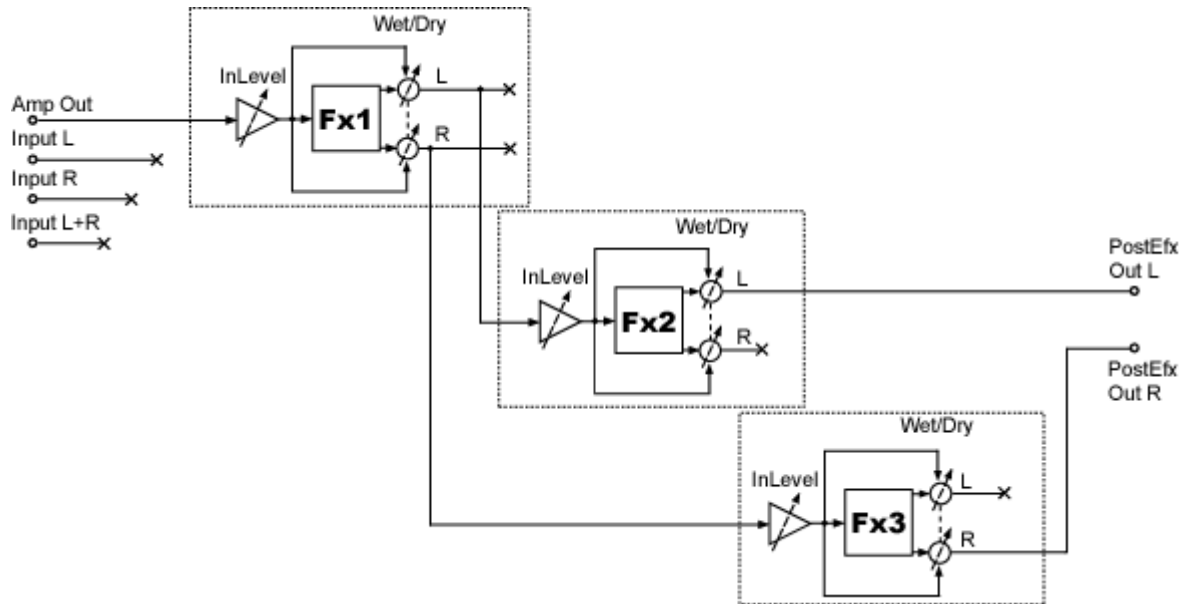 Wet/Dry
InLevel
L
Fx1
R
Amp Out
Input L
Input R
Input L+R
Wet/Dry
InLevel
L
Fx2
R
PostEfx
Out L
PostEfx
Out R
Wet/Dry
InLevel
L
Fx3
R